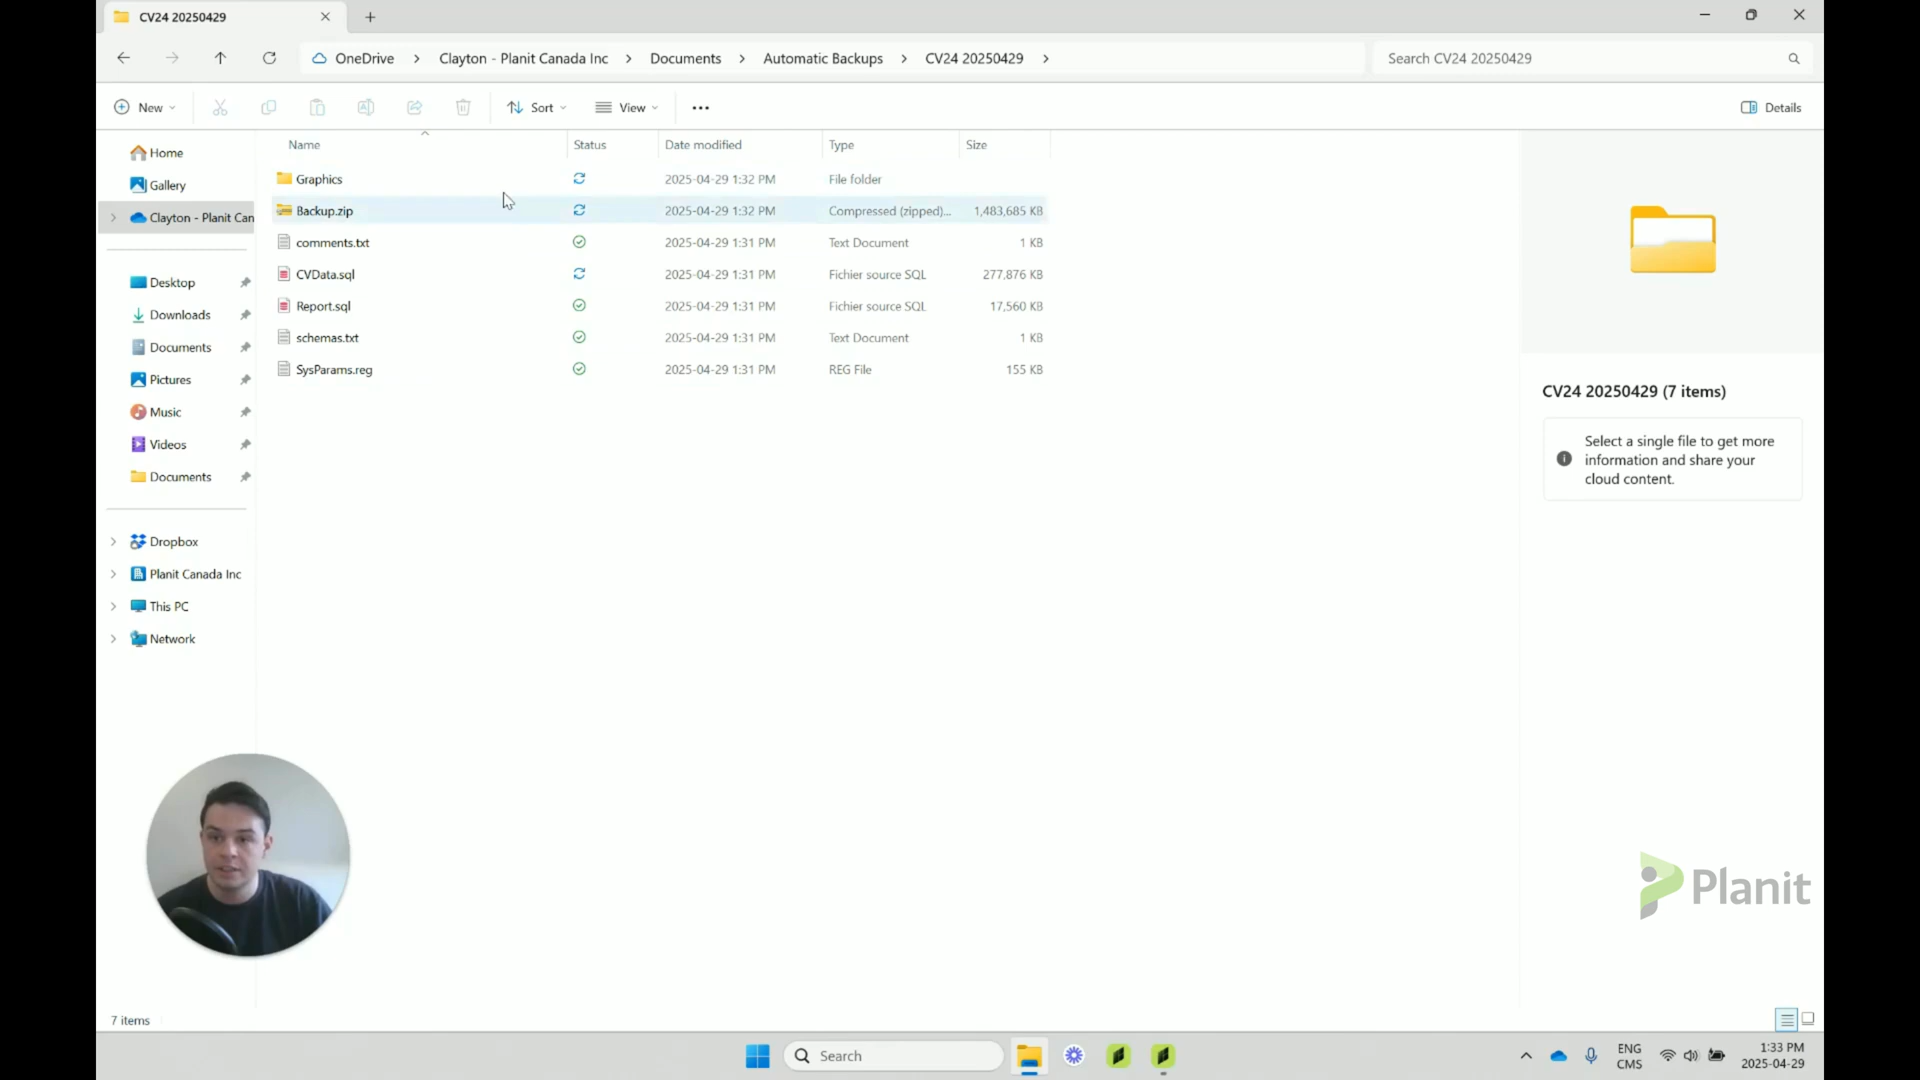 CV24 20250429
OneDrive > Clayton - Planit Canada Inc > Documents > Automatic Backups > CV24 20250429 >
Search CV24 20250429
New
Sort
View
Details
Home
Gallery
Clayton - Planit Can
Desktop
Downloads
Documents
Pictures
Music
Videos
Documents
Dropbox
Planit Canada Inc
This PC
Network
Name Status Date modified Type Size
Graphics 2025-04-29 1:32 PM File folder
Backup.zip 2025-04-29 1:32 PM Compressed (zipped)... 1,483,685 KB
comments.txt 2025-04-29 1:31 PM Text Document 1 KB
CVData.sql 2025-04-29 1:31 PM Fichier source SQL 277,876 KB
Report.sql 2025-04-29 1:31 PM Fichier source SQL 17,560 KB
schemas.txt 2025-04-29 1:31 PM Text Document 1 KB
SysParams.reg 2025-04-29 1:31 PM REG File 155 KB
CV24 20250429 (7 items)
Select a single file to get more
information and share your
cloud content.
Planit
7 items
Search
ENG
CMS
1:33 PM
2025-04-29